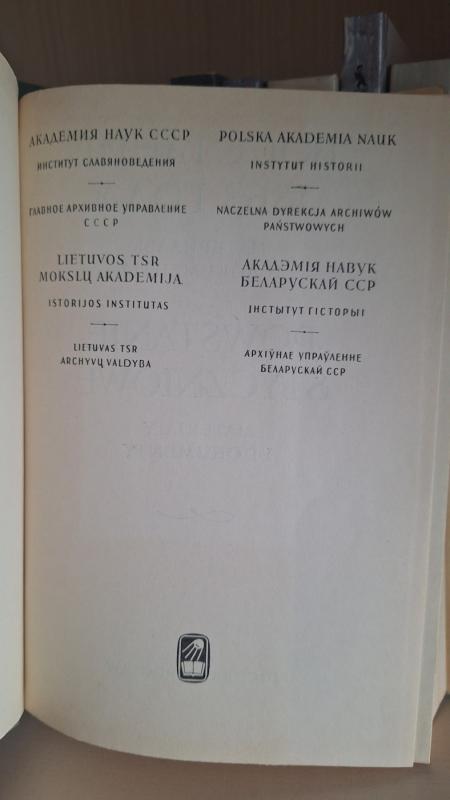 АКАДЕМИЯ НАУК СССР
ИНСТИТУТ СЛАВЯНОВЕДЕНИЯ
ГЛАВНОЕ АРХИВНОЕ УПРАВЛЕНИЕ
СССР
LIETUVOS TSR
MOKSLŲ AKADEMIJA
ISTORIJOS INSTITUTAS
LIETUVAS TSR
ARCHYVŲ VALDYBA
POLSKA AKADEMIA NAUK
INSTYTUT HISTORII
NACZELNA DYREKCJA ARCHIWÓW
PAŃSTWOWYCH
АКАДЭМІЯ НАВУК
БЕЛАРУСКАЙ ССР
ІНСТЫТУТ ГІСТОРЫІ
АРХІЎНАЕ УПРАЎЛЕННЕ
БЕЛАРУСКАЙ ССР